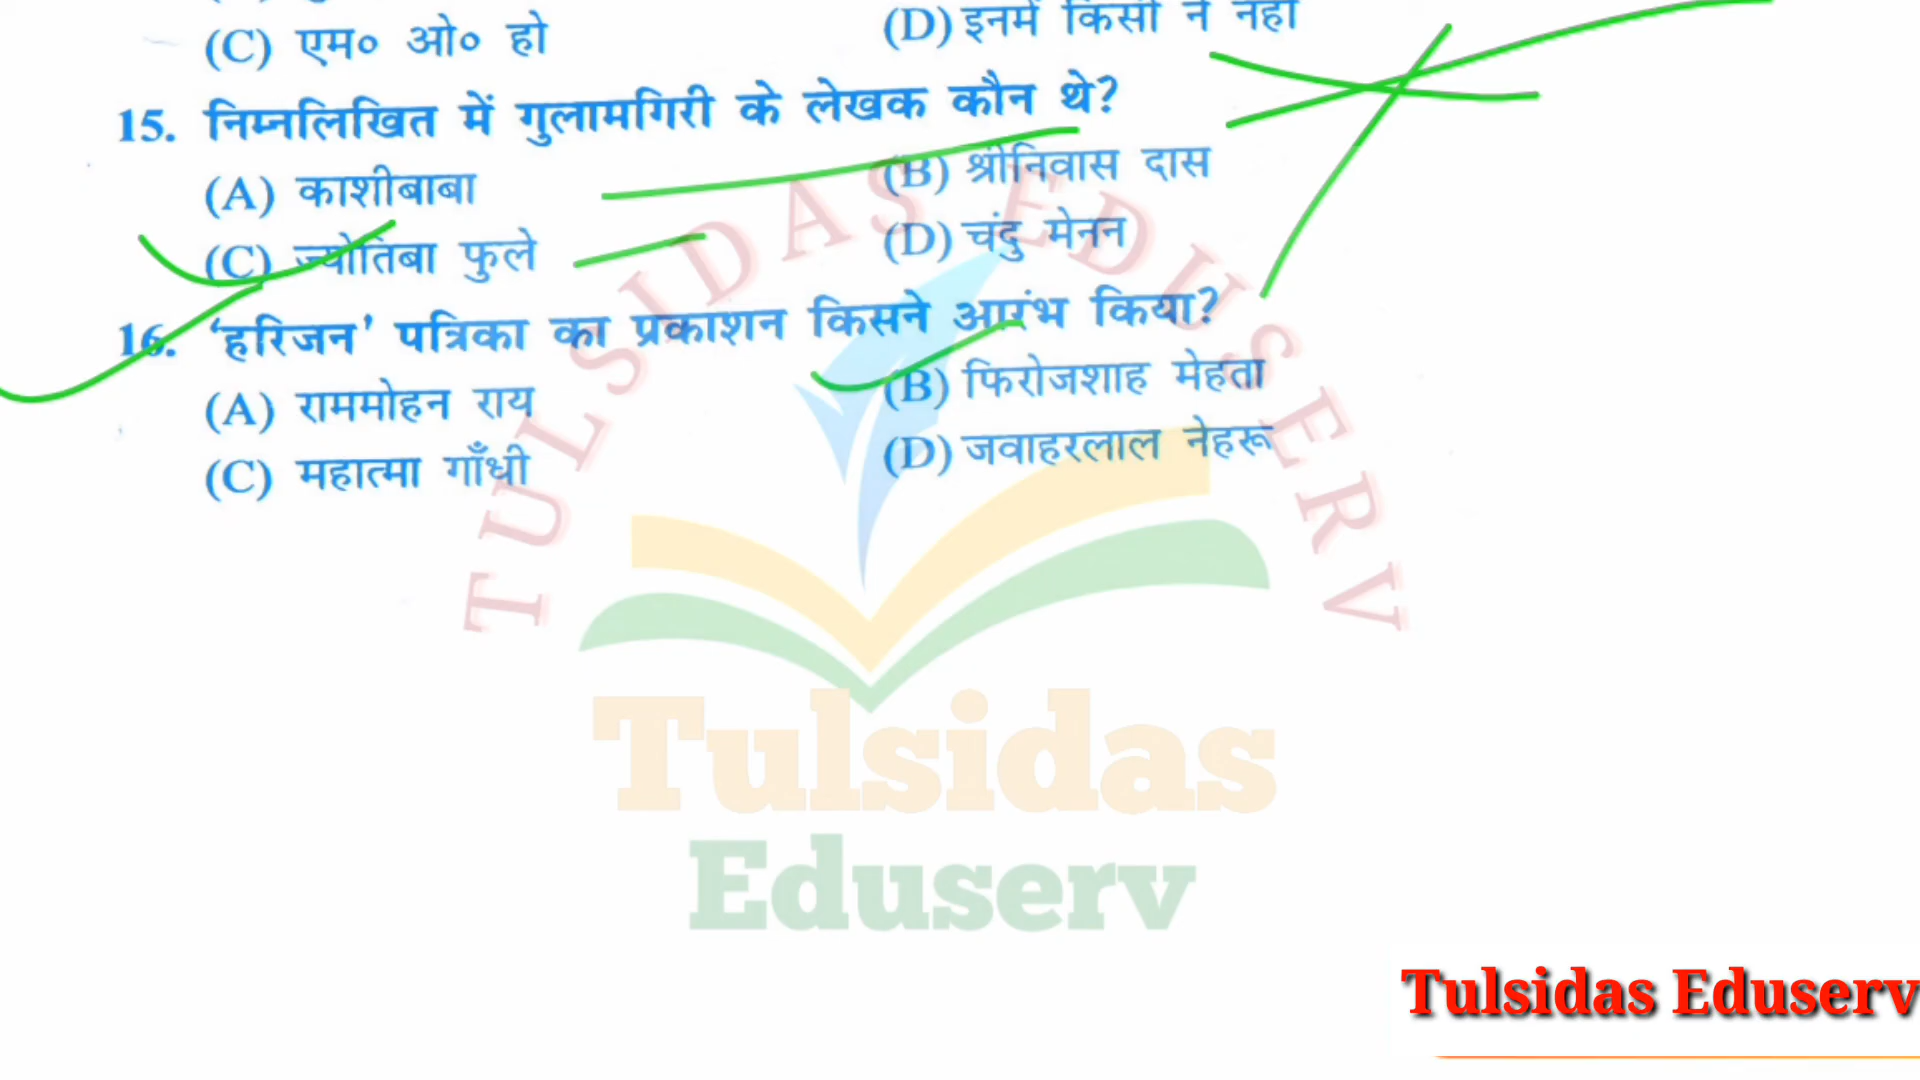 (C) एम० ओ० हो (D) इनमें किसी ने नहीं
15. निम्नलिखित में गुलामगिरी के लेखक कौन थे?
(A) काशीबाबा (B) श्रीनिवास दास
(C) ज्योतिबा फुले (D) चंदु मेनन
16. ‘हरिजन’ पत्रिका का प्रकाशन किसने आरंभ किया?
(A) राममोहन राय (B) फिरोजशाह मेहता
(C) महात्मा गाँधी (D) जवाहरलाल नेहरू
TULSIDAS EDUSERV
Tulsidas
Eduserv
Tulsidas Eduserv